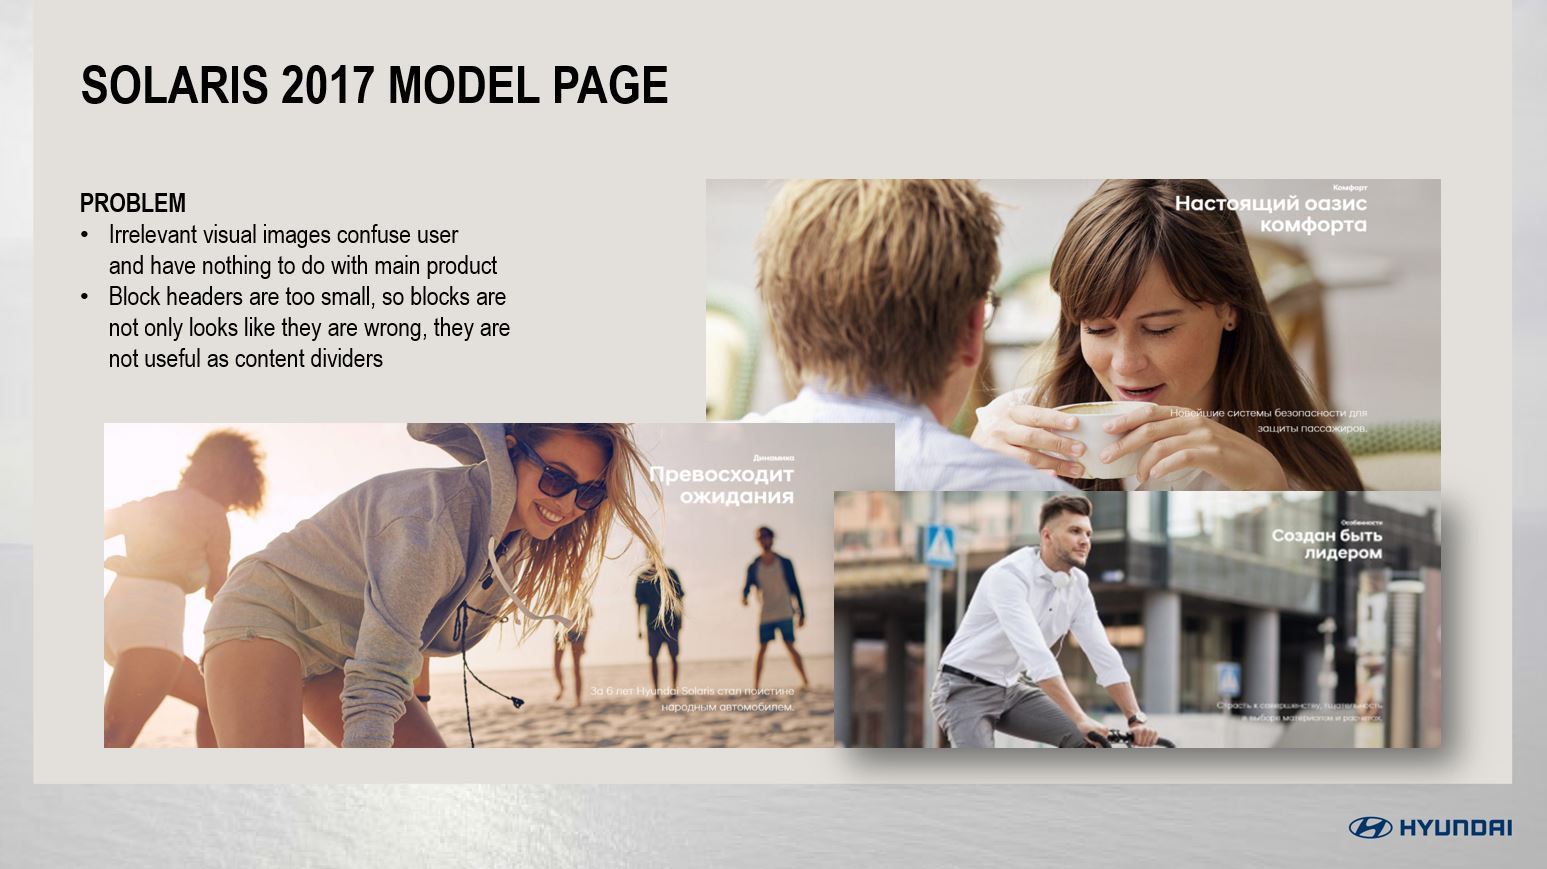 SOLARIS 2017 MODEL PAGE
PROBLEM
• Irrelevant visual images confuse user
and have nothing to do with main product
• Block headers are too small, so blocks are
not only looks like they are wrong, they are
not useful as content dividers
Комфорт
Настоящий оазис
комфорта
Новейшие системы безопасности для
защиты пассажиров.
Динамика
Превосходит
ожидания
За 6 лет Hyundai Solaris стал поистине
народным автомобилем.
Особенности
Создан быть
лидером
Страсть к совершенству, тщательность
в выборе материалов и расчетах.
HYUNDAI